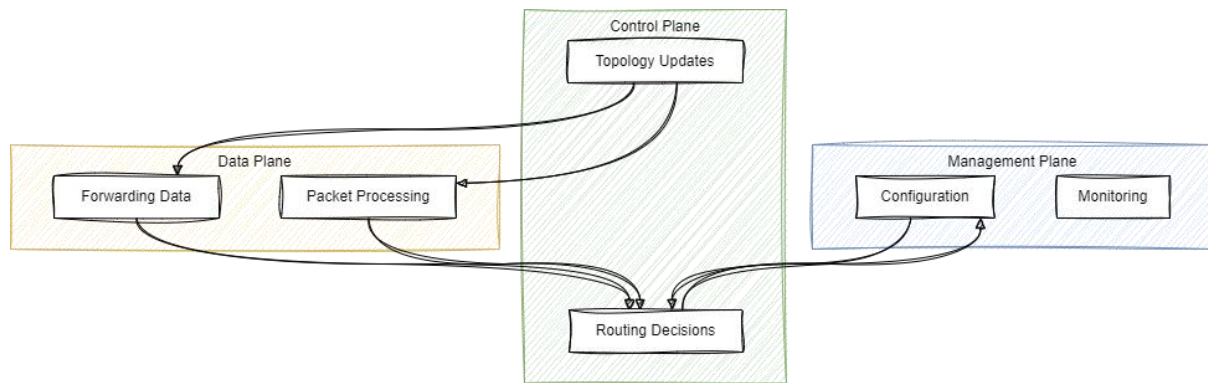 Control Plane
Topology Updates
Data Plane
Forwarding Data
Packet Processing
Management Plane
Configuration
Monitoring
Routing Decisions